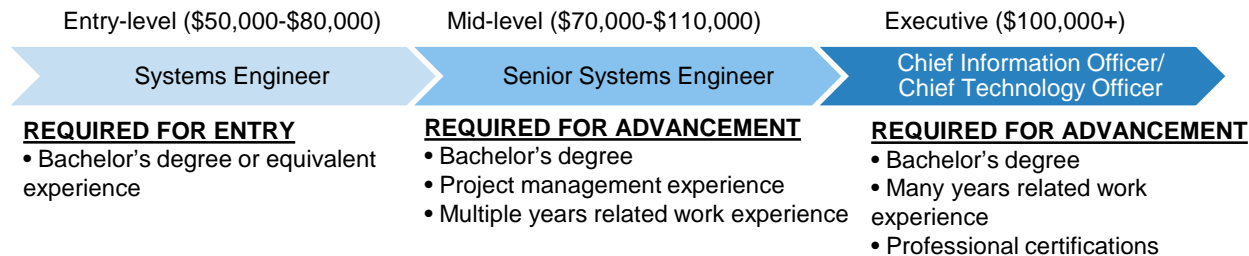 Entry-level ($50,000-$80,000)
Mid-level ($70,000-$110,000)
Executive ($100,000+)
Systems Engineer
Senior Systems Engineer
Chief Information Officer/
Chief Technology Officer
REQUIRED FOR ENTRY
• Bachelor’s degree or equivalent
experience
REQUIRED FOR ADVANCEMENT
• Bachelor’s degree
• Project management experience
• Multiple years related work experience
REQUIRED FOR ADVANCEMENT
• Bachelor’s degree
• Many years related work
experience
• Professional certifications